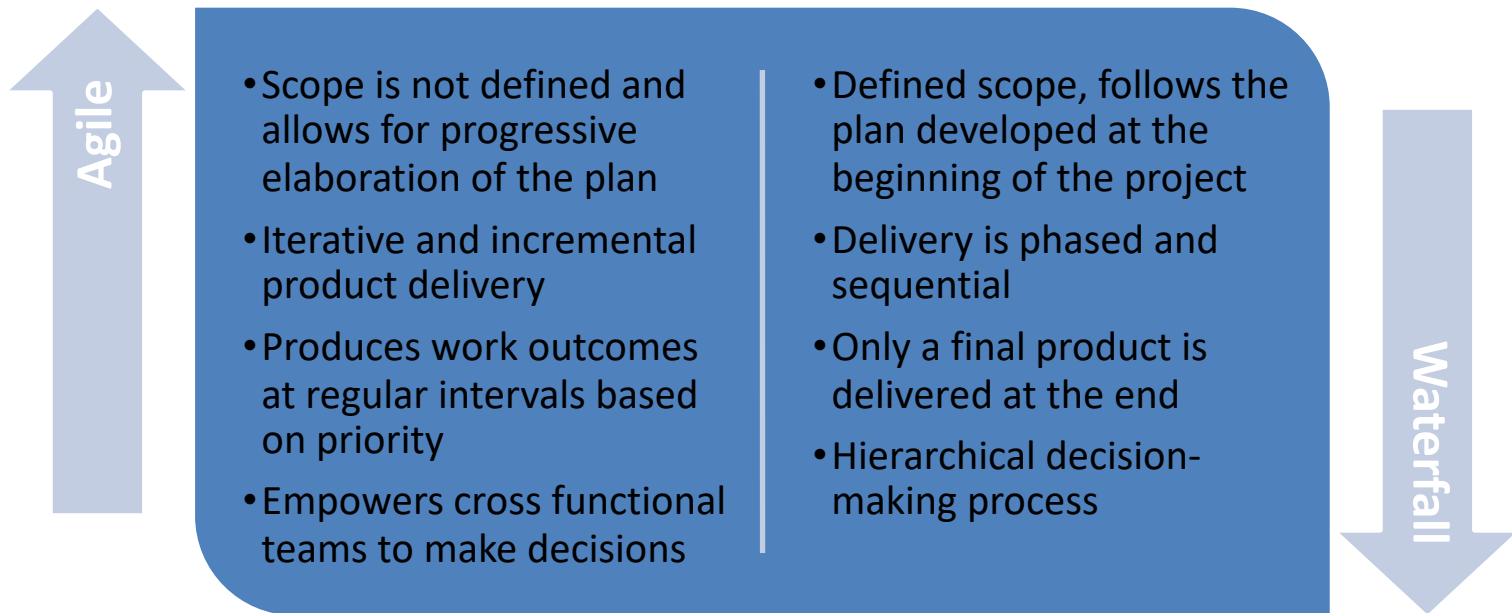 Agile
•Scope is not defined and
allows for progressive
elaboration of the plan
•Iterative and incremental
product delivery
•Produces work outcomes
at regular intervals based
on priority
•Empowers cross functional
teams to make decisions
•Defined scope, follows the
plan developed at the
beginning of the project
•Delivery is phased and
sequential
•Only a final product is
delivered at the end
•Hierarchical decision-
making process
Waterfall